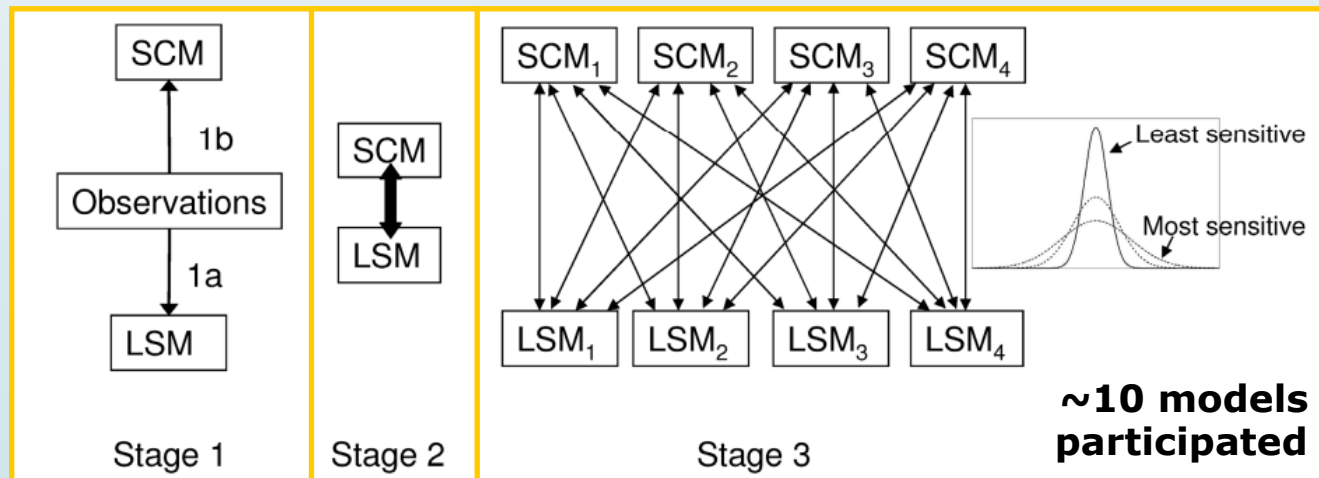 SCM
1b
Observations
1a
LSM
Stage 1
SCM
LSM
Stage 2
SCM₁ SCM₂ SCM₃ SCM₄
Least sensitive
Most sensitive
LSM₁ LSM₂ LSM₃ LSM₄
Stage 3
~10 models
participated